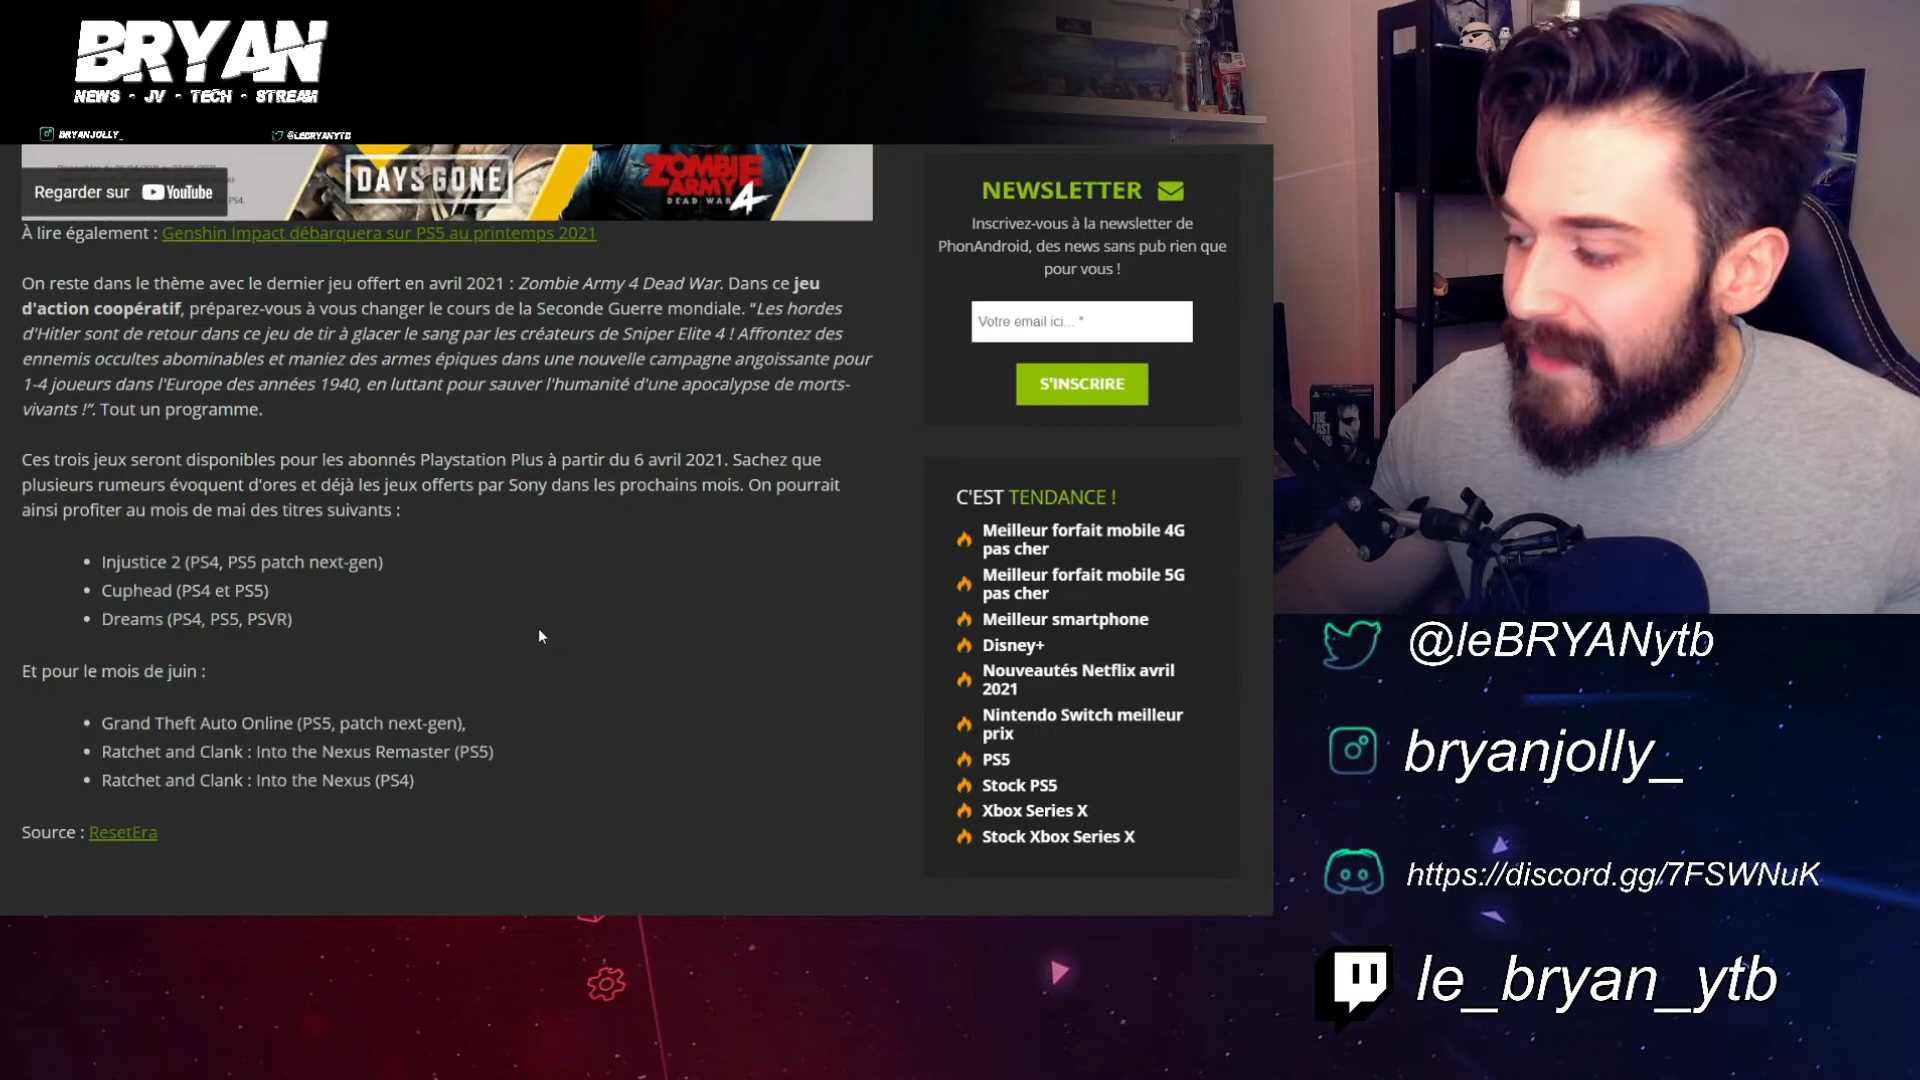 BRYAN
NEWS - JV - TECH - STREAM
BRYANJOLLY_ @LEBRYANYTB
DAYS GONE
ZOMBIE
ARMY 4
DEAD WAR
Regarder sur YouTube
À lire également : Genshin Impact débarquera sur PS5 au printemps 2021
On reste dans le thème avec le dernier jeu offert en avril 2021 : Zombie Army 4 Dead War. Dans ce jeu
d'action coopératif, préparez-vous à vous changer le cours de la Seconde Guerre mondiale. “Les hordes
d'Hitler sont de retour dans ce jeu de tir à glacer le sang par les créateurs de Sniper Elite 4 ! Affrontez des
ennemis occultes abominables et maniez des armes épiques dans une nouvelle campagne angoissante pour
1-4 joueurs dans l'Europe des années 1940, en luttant pour sauver l'humanité d'une apocalypse de morts-
vivants !”. Tout un programme.
Ces trois jeux seront disponibles pour les abonnés Playstation Plus à partir du 6 avril 2021. Sachez que
plusieurs rumeurs évoquent d'ores et déjà les jeux offerts par Sony dans les prochains mois. On pourrait
ainsi profiter au mois de mai des titres suivants :
• Injustice 2 (PS4, PS5 patch next-gen)
• Cuphead (PS4 et PS5)
• Dreams (PS4, PS5, PSVR)
Et pour le mois de juin :
• Grand Theft Auto Online (PS5, patch next-gen),
• Ratchet and Clank : Into the Nexus Remaster (PS5)
• Ratchet and Clank : Into the Nexus (PS4)
Source : ResetEra
NEWSLETTER
Inscrivez-vous à la newsletter de
PhonAndroid, des news sans pub rien que
pour vous !
Votre email ici... *
S'INSCRIRE
C'EST TENDANCE !
Meilleur forfait mobile 4G
pas cher
Meilleur forfait mobile 5G
pas cher
Meilleur smartphone
Disney+
Nouveautés Netflix avril
2021
Nintendo Switch meilleur
prix
PS5
Stock PS5
Xbox Series X
Stock Xbox Series X
THE
LAST
@leBRYANytb
bryanjolly_
https://discord.gg/7FSWNuK
le_bryan_ytb